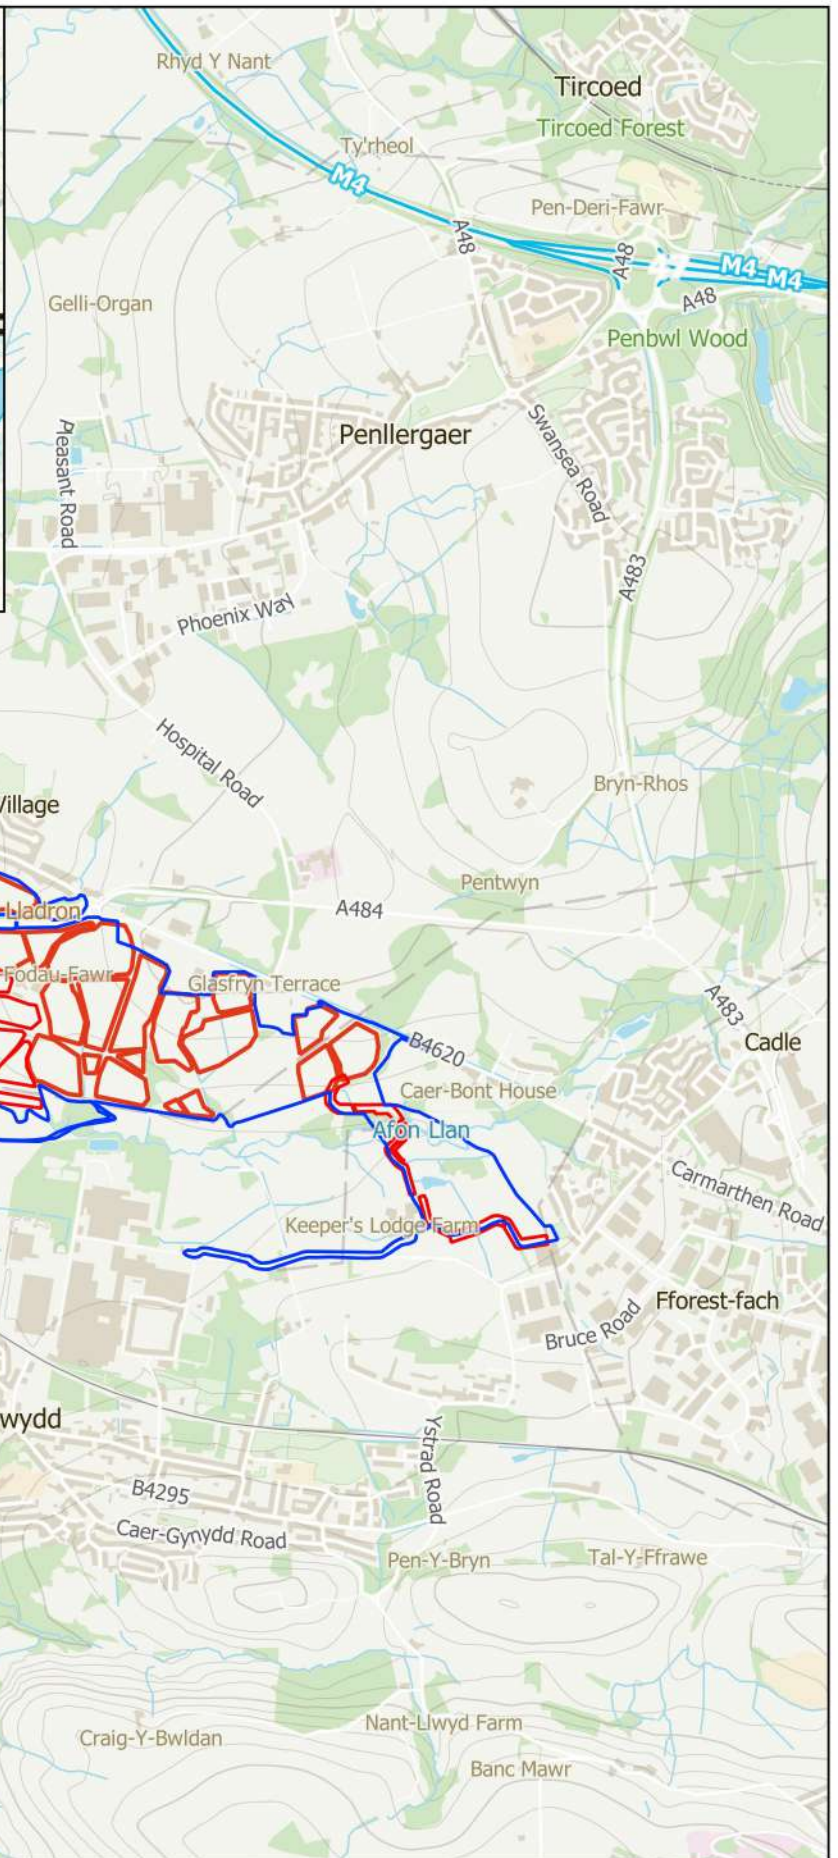 Rhyd Y Nant
Tircoed
Tircoed Forest
Ty'rheol
M4
Pen-Deri-Fawr
A48
A48
47
M4
M4
A48
Gelli-Organ
Penbwl Wood
Penllergaer
Swansea Road
Pleasant Road
A483
Phoenix Way
Hospital Road
Bryn-Rhos
Village
Pentwyn
A484
Lladron
Fodau-Fawr
Glasfryn Terrace
A483
B4620
Cadle
Caer-Bont House
Afon Llan
Carmarthen Road
Keeper's Lodge Farm
Fforest-fach
Bruce Road
wydd
Ystrad Road
B4295
Caer-Gynydd Road
Pen-Y-Bryn
Tal-Y-Ffrawe
Nant-Llwyd Farm
Craig-Y-Bwldan
Banc Mawr